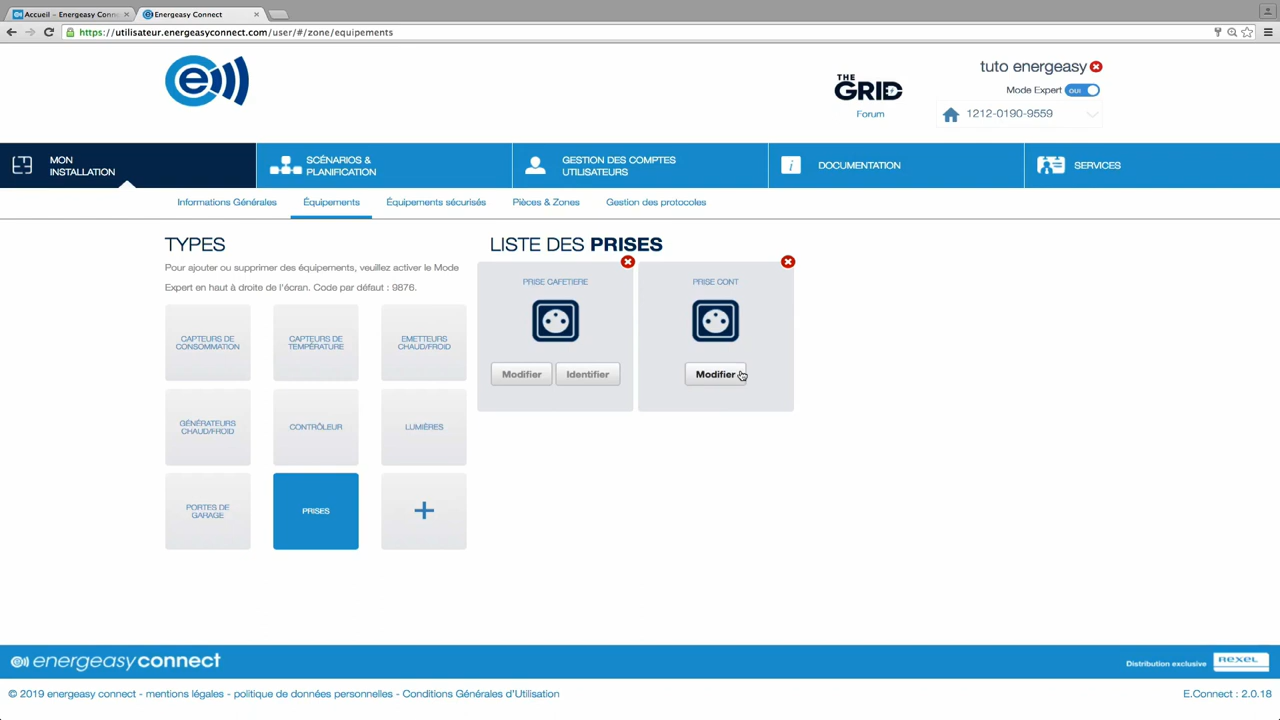 Accueil – Energeasy Conn
Energeasy Connect
https://utilisateur.energeasyconnect.com/user/#/zone/equipements
THE GRID
Forum
tuto energeasy
Mode Expert OUI
1212-0190-9559
MON
INSTALLATION
SCÉNARIOS &
PLANIFICATION
GESTION DES COMPTES
UTILISATEURS
DOCUMENTATION
SERVICES
Informations Générales
Équipements
Équipements sécurisés
Pièces & Zones
Gestion des protocoles
TYPES
Pour ajouter ou supprimer des équipements, veuillez activer le Mode
Expert en haut à droite de l'écran. Code par défaut : 9876.
CAPTEURS DE
CONSOMMATION
CAPTEURS DE
TEMPÉRATURE
EMETTEURS
CHAUD/FROID
GÉNÉRATEURS
CHAUD/FROID
CONTRÔLEUR
LUMIÈRES
PORTES DE
GARAGE
PRISES
+
LISTE DES PRISES
PRISE CAFETIERE
Modifier
Identifier
PRISE CONT
Modifier
energeasyconnect
Distribution exclusive
REXEL
© 2019 energeasy connect - mentions légales - politique de données personnelles - Conditions Générales d'Utilisation
E.Connect : 2.0.18